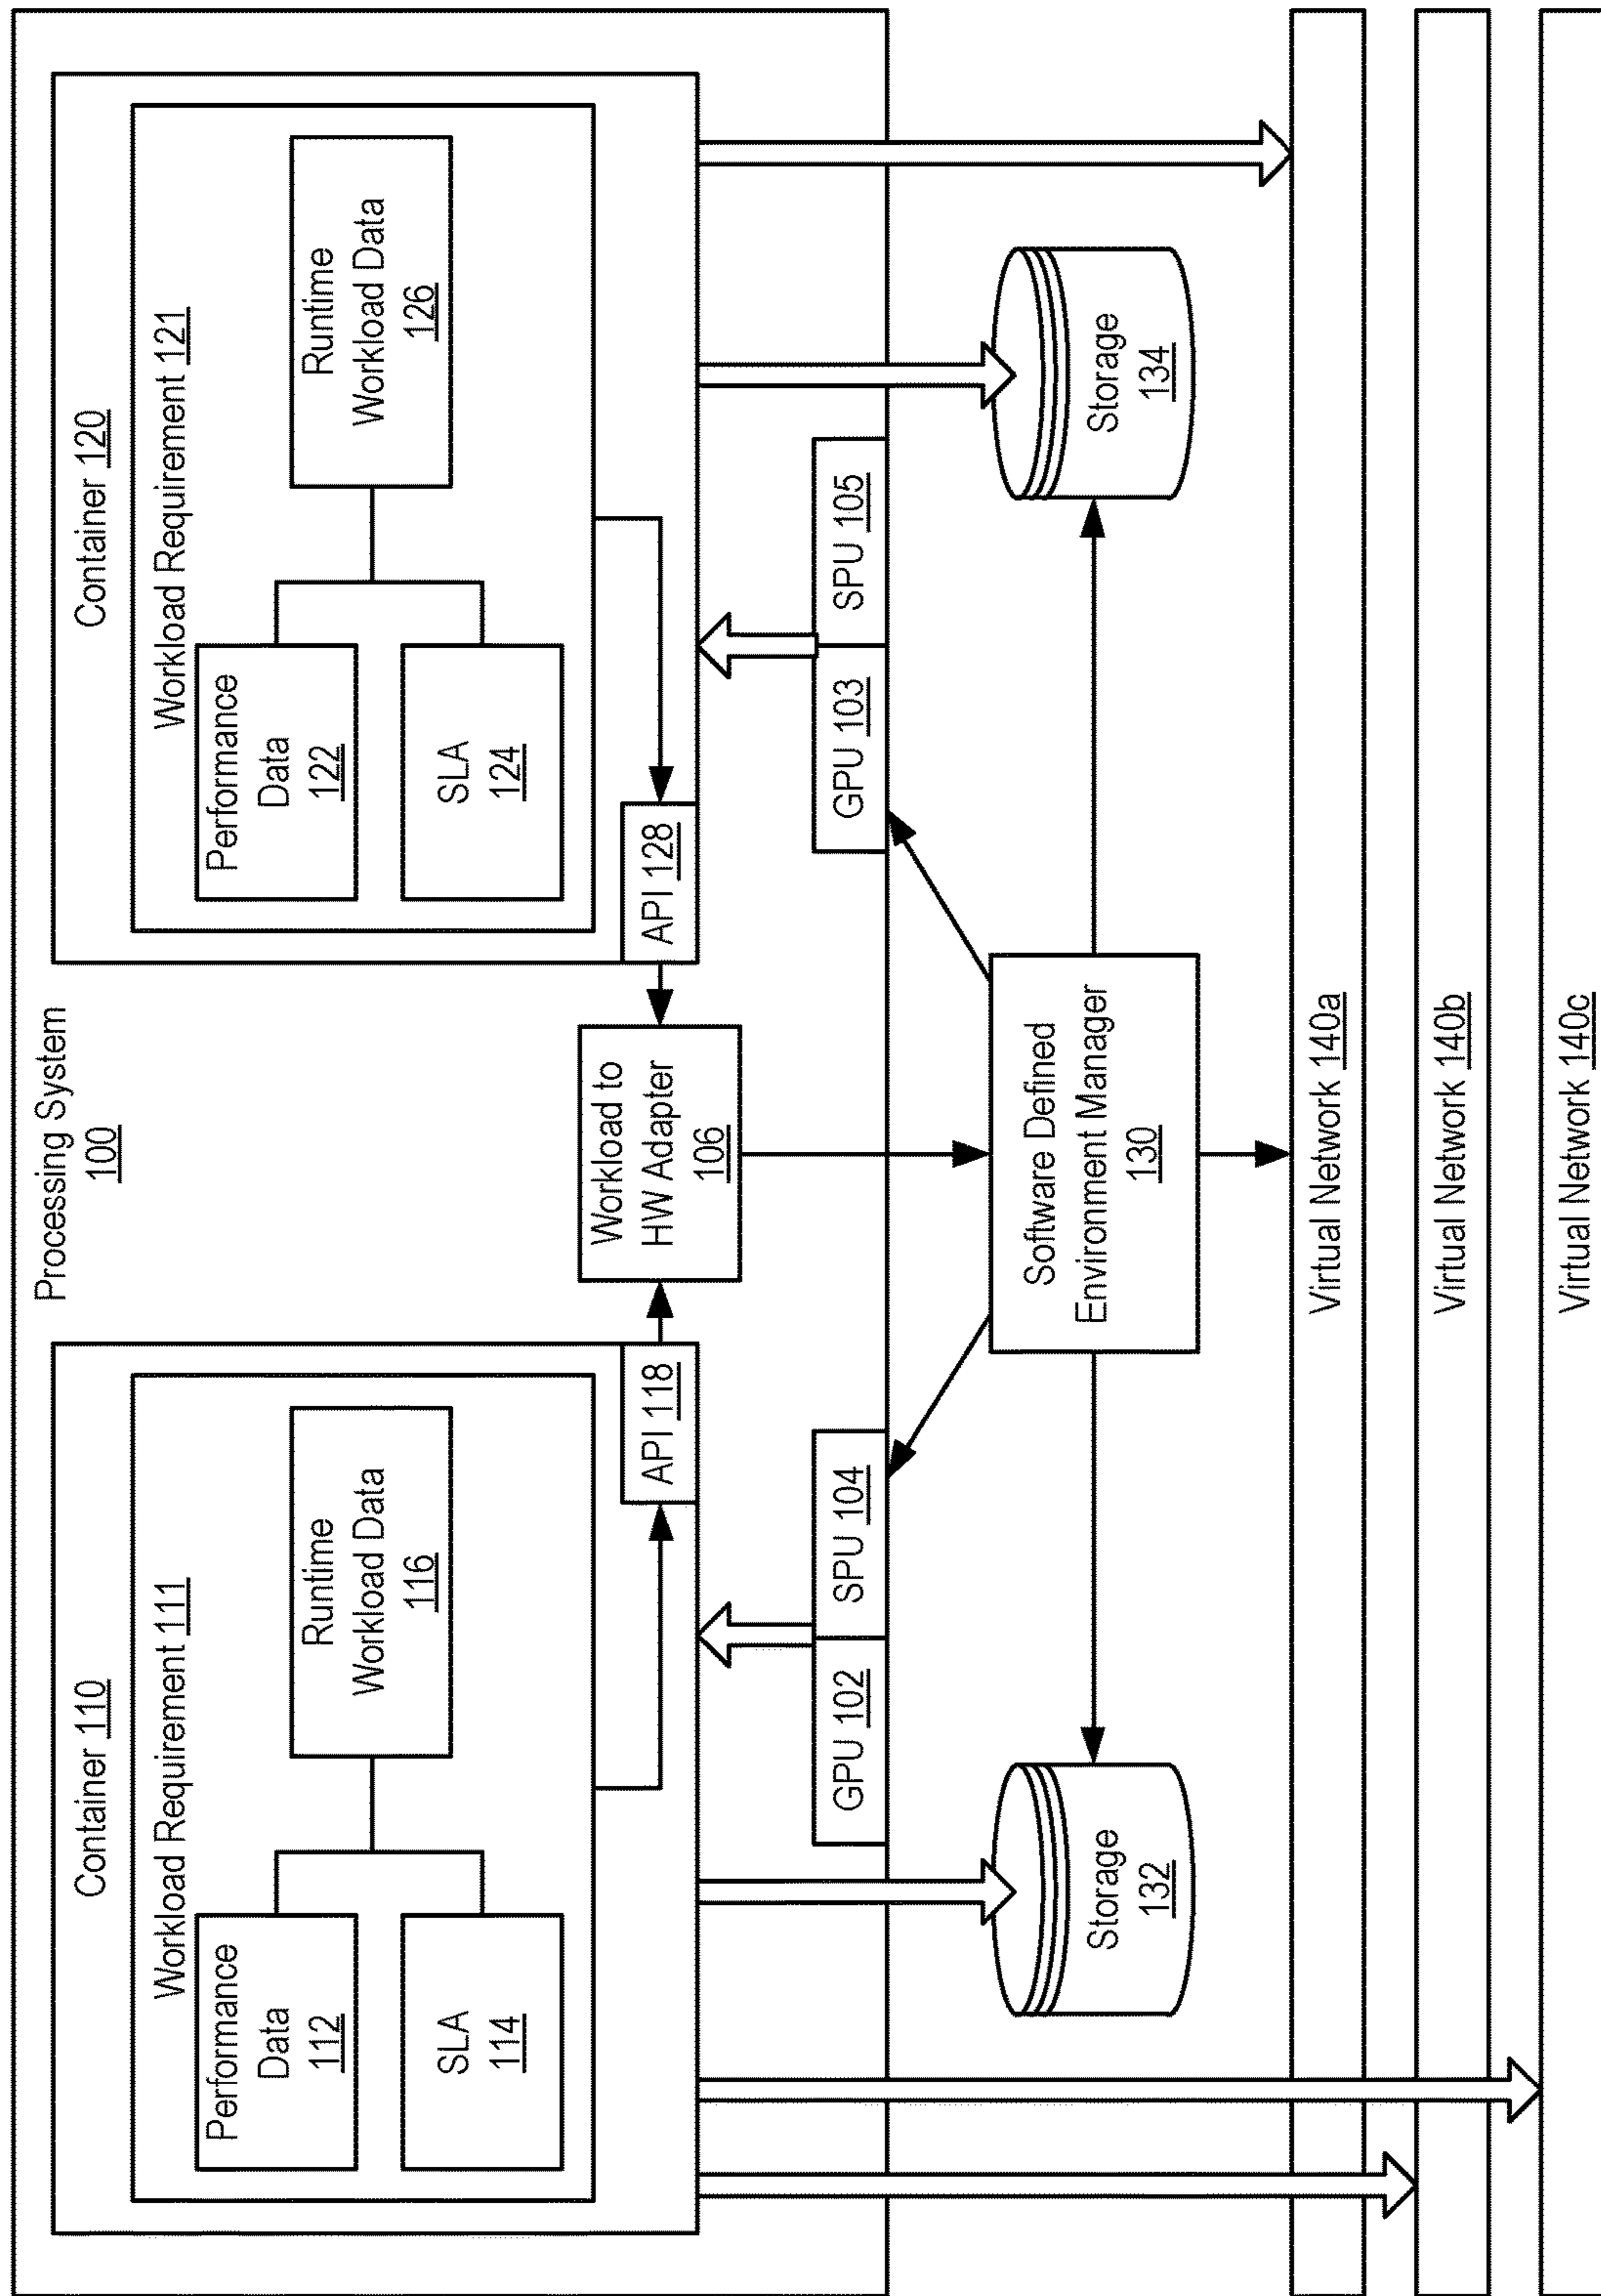 Processing System
100
Container 110
Workload Requirement 111
Performance
Data
112
SLA
114
Runtime
Workload Data
116
API 118
Container 120
Workload Requirement 121
Performance
Data
122
SLA
124
Runtime
Workload Data
126
API 128
Workload to
HW Adapter
106
GPU 102
SPU 104
GPU 103
SPU 105
Storage
132
Software Defined
Environment Manager
130
Storage
134
Virtual Network 140a
Virtual Network 140b
Virtual Network 140c